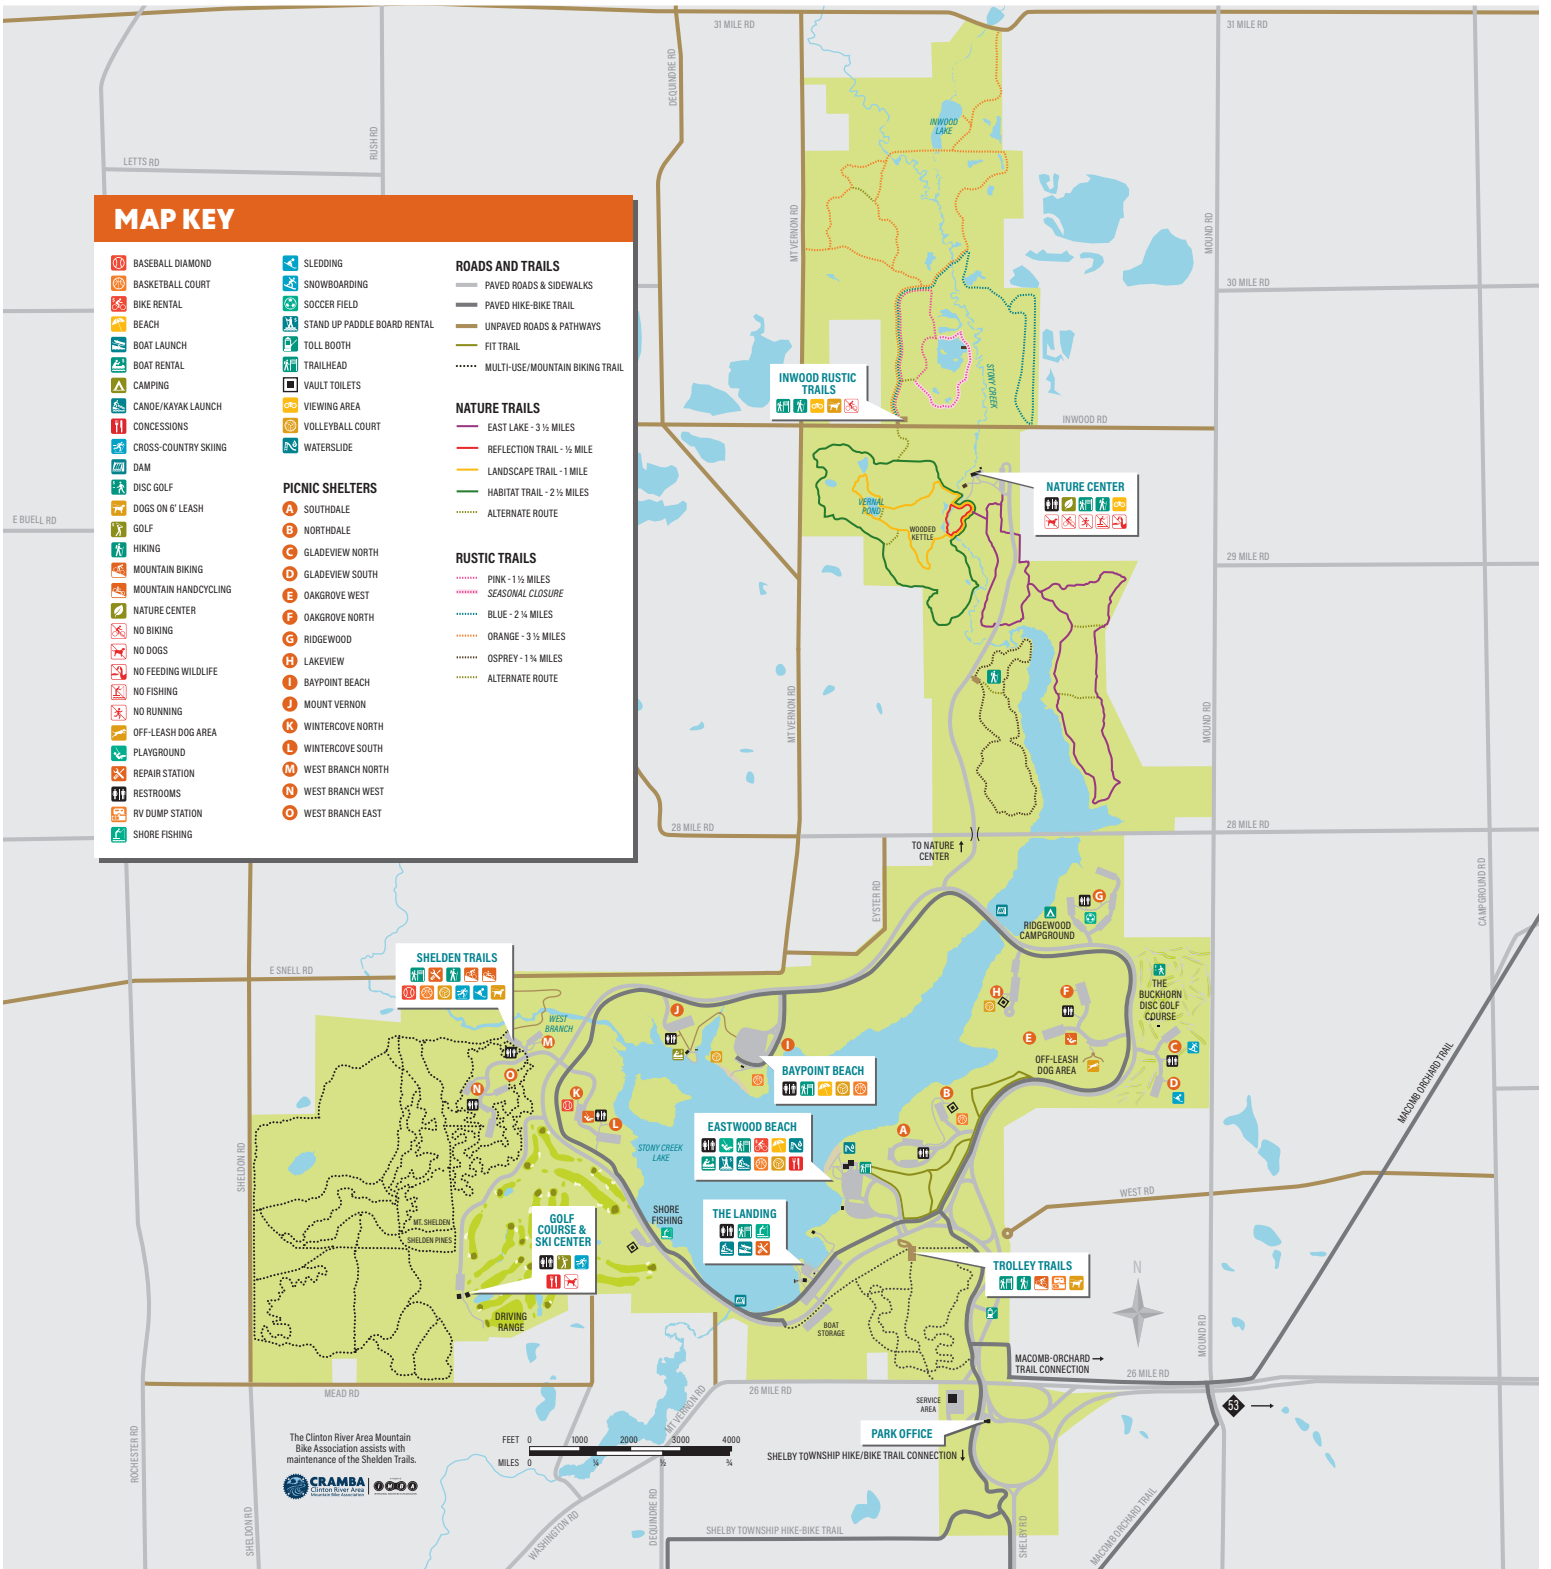 31 MILE RD
31 MILE RD
DEQUINDRE RD
RUSH RD
LETTS RD
INWOOD
LAKE
MT VERNON RD
MOUND RD
MAP KEY
BASEBALL DIAMOND
BASKETBALL COURT
BIKE RENTAL
BEACH
BOAT LAUNCH
BOAT RENTAL
CAMPING
CANOE/KAYAK LAUNCH
CONCESSIONS
CROSS-COUNTRY SKIING
DAM
DISC GOLF
DOGS ON 6' LEASH
GOLF
HIKING
MOUNTAIN BIKING
MOUNTAIN HANDCYCLING
NATURE CENTER
NO BIKING
NO DOGS
NO FEEDING WILDLIFE
NO FISHING
NO RUNNING
OFF-LEASH DOG AREA
PLAYGROUND
REPAIR STATION
RESTROOMS
RV DUMP STATION
SHORE FISHING
SLEDDING
SNOWBOARDING
SOCCER FIELD
STAND UP PADDLE BOARD RENTAL
TOLL BOOTH
TRAILHEAD
VAULT TOILETS
VIEWING AREA
VOLLEYBALL COURT
WATERSLIDE
PICNIC SHELTERS
A SOUTHDALE
B NORTHDALE
C GLADEVIEW NORTH
D GLADEVIEW SOUTH
E OAKGROVE WEST
F OAKGROVE NORTH
G RIDGEWOOD
H LAKEVIEW
I BAYPOINT BEACH
J MOUNT VERNON
K WINTERCOVE NORTH
L WINTERCOVE SOUTH
M WEST BRANCH NORTH
N WEST BRANCH WEST
O WEST BRANCH EAST
ROADS AND TRAILS
PAVED ROADS & SIDEWALKS
PAVED HIKE-BIKE TRAIL
UNPAVED ROADS & PATHWAYS
FIT TRAIL
MULTI-USE/MOUNTAIN BIKING TRAIL
NATURE TRAILS
EAST LAKE - 3 ½ MILES
REFLECTION TRAIL - ½ MILE
LANDSCAPE TRAIL - 1 MILE
HABITAT TRAIL - 2 ½ MILES
ALTERNATE ROUTE
RUSTIC TRAILS
PINK - 1 ½ MILES
SEASONAL CLOSURE
BLUE - 2 ¼ MILES
ORANGE - 3 ½ MILES
OSPREY - 1 ¾ MILES
ALTERNATE ROUTE
30 MILE RD
INWOOD RUSTIC
TRAILS
STONY CREEK
INWOOD RD
NATURE CENTER
VERNAL
POND
WOODED
KETTLE
E BUELL RD
29 MILE RD
MT VERNON RD
MOUND RD
28 MILE RD
28 MILE RD
TO NATURE
CENTER
EYSTER RD
CAMPGROUND RD
G
RIDGEWOOD
CAMPGROUND
SHELDEN TRAILS
E SNELL RD
THE
BUCKHORN
DISC GOLF
COURSE
H
F
J
WEST
BRANCH
M
I
E
C
OFF-LEASH
DOG AREA
D
BAYPOINT BEACH
O
N
K
L
B
A
EASTWOOD BEACH
STONY CREEK
LAKE
MACOMB ORCHARD TRAIL
SHELDON RD
WEST RD
MT. SHELDEN
SHELDEN PINES
GOLF
COURSE &
SKI CENTER
SHORE
FISHING
THE LANDING
TROLLEY TRAILS
N
DRIVING
RANGE
BOAT
STORAGE
MOUND RD
MACOMB-ORCHARD
TRAIL CONNECTION
26 MILE RD
26 MILE RD
MEAD RD
MT VERNON RD
SERVICE
AREA
53
PARK OFFICE
SHELBY TOWNSHIP HIKE/BIKE TRAIL CONNECTION
ROCHESTER RD
The Clinton River Area Mountain
Bike Association assists with
maintenance of the Shelden Trails.
CRAMBA
Clinton River Area
Mountain Bike Association
IMBA
FEET 0 1000 2000 3000 4000
MILES 0 ¼ ½ ¾
SHELDON RD
WASHINGTON RD
DEQUINDRE RD
SHELBY TOWNSHIP HIKE-BIKE TRAIL
SHELBY RD
MACOMB ORCHARD TRAIL